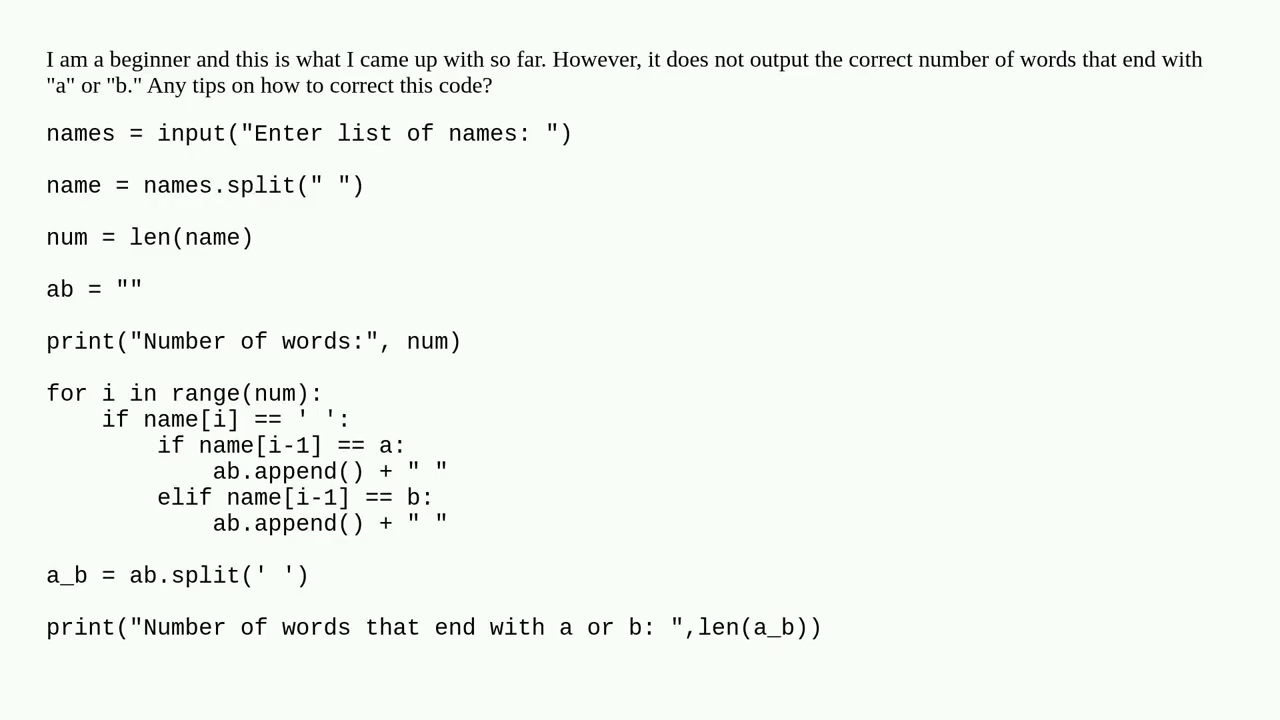 I am a beginner and this is what I came up with so far. However, it does not output the correct number of words that end with
"a" or "b." Any tips on how to correct this code?
names = input("Enter list of names: ")
name = names.split(" ")
num = len(name)
ab = ""
print("Number of words:", num)
for i in range(num):
    if name[i] == ' ':
        if name[i-1] == a:
            ab.append() + " "
        elif name[i-1] == b:
            ab.append() + " "
a_b = ab.split(' ')
print("Number of words that end with a or b: ",len(a_b))